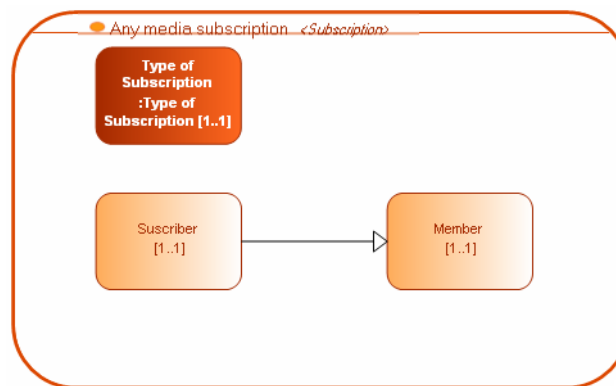 Any media subscription <Subscription>
Type of
Subscription
:Type of
Subscription [1..1]
Suscriber
[1..1]
Member
[1..1]